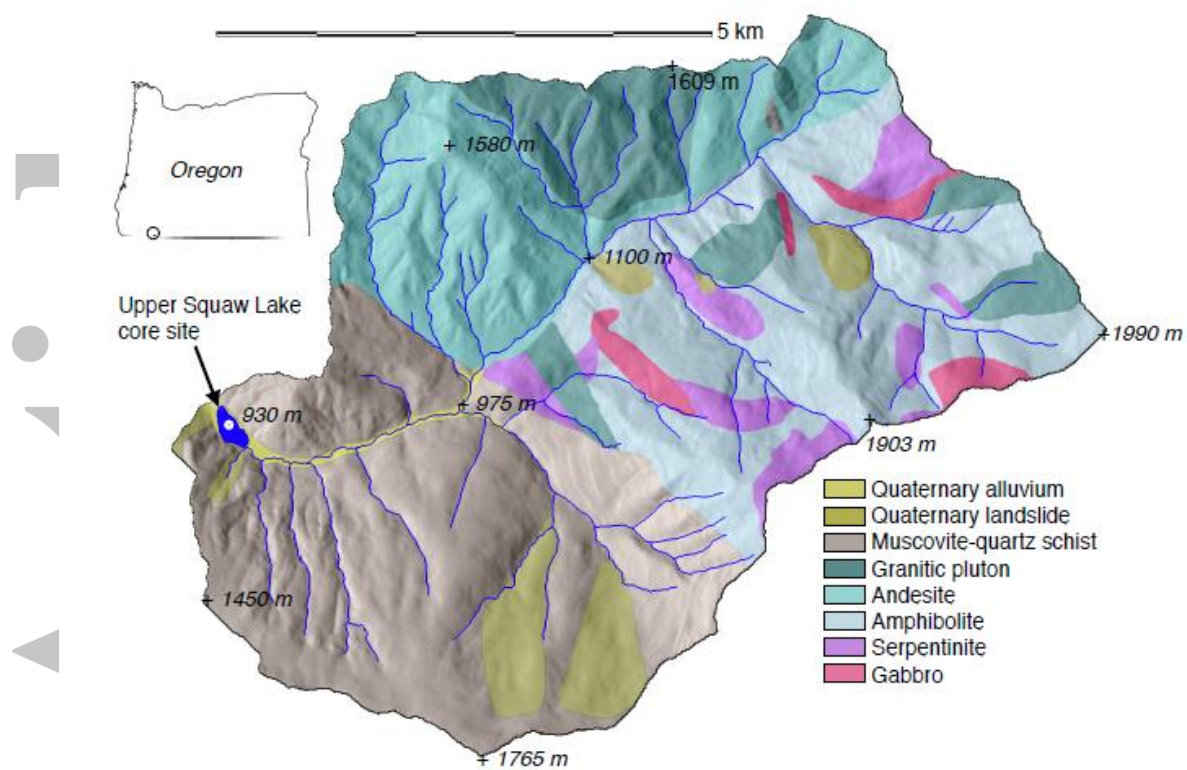 5 km
1609 m
+ 1580 m
Oregon
+ 1100 m
Upper Squaw Lake
core site
+1990 m
930 m
+ 975 m
1903 m
Quaternary alluvium
Quaternary landslide
Muscovite-quartz schist
Granitic pluton
Andesite
Amphibolite
Serpentinite
Gabbro
+ 1450 m
+ 1765 m